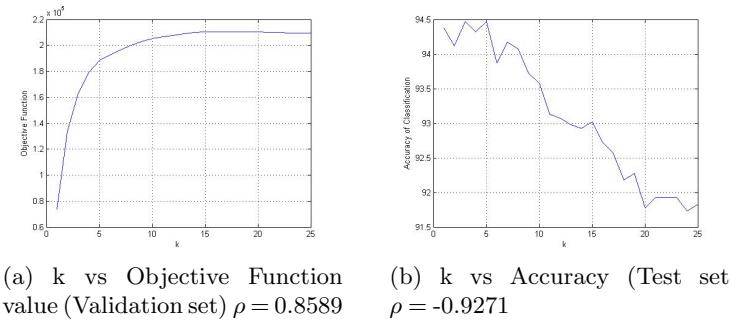 x 10⁵
2.2
2
1.8
1.6
1.4
1.2
1
0.8
0.6
0 5 10 15 20 25
k
Objective Function
94.5
94
93.5
93
92.5
92
91.5
0 5 10 15 20 25
k
Accuracy of Classification
(a) k vs Objective Function
value (Validation set) ρ = 0.8589
(b) k vs Accuracy (Test set
ρ = -0.9271